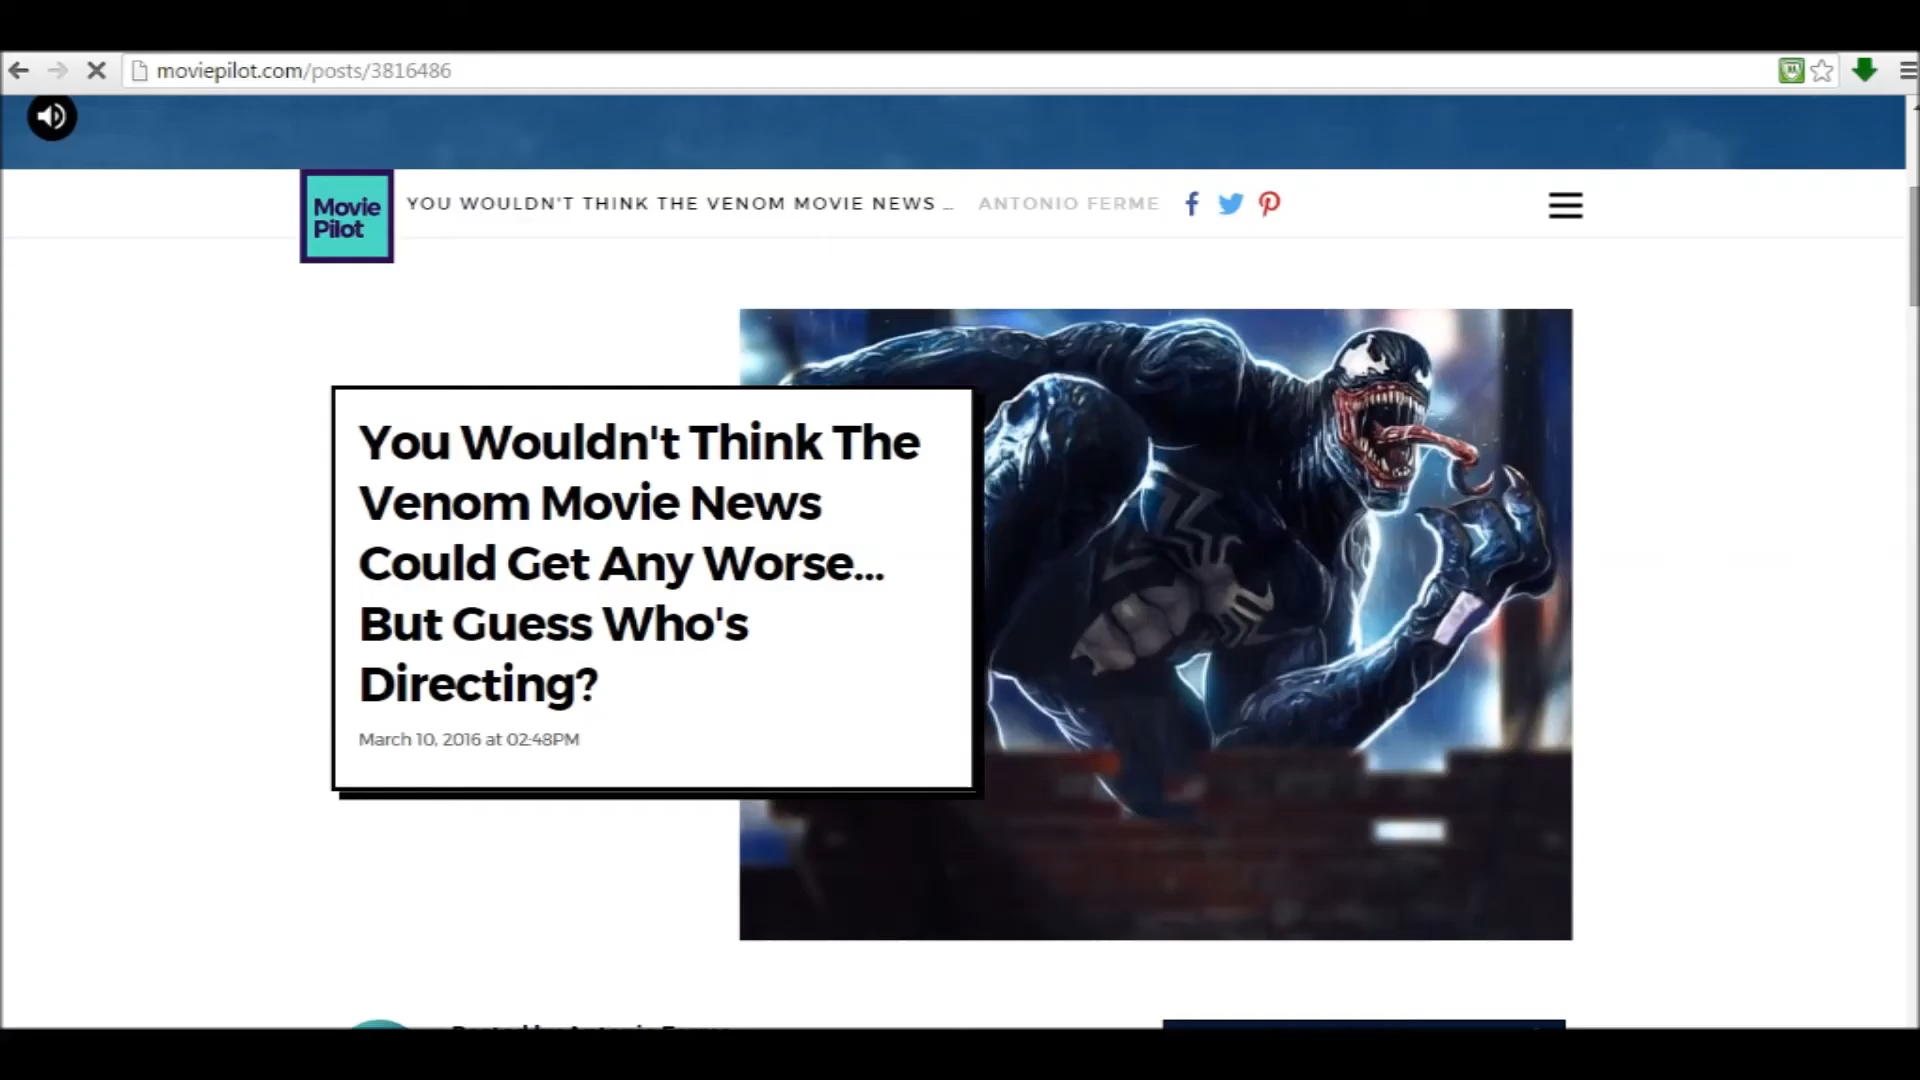 moviepilot.com/posts/3816486
Movie
Pilot
YOU WOULDN'T THINK THE VENOM MOVIE NEWS ...
ANTONIO FERME
You Wouldn't Think The
Venom Movie News
Could Get Any Worse...
But Guess Who's
Directing?
March 10, 2016 at 02:48PM